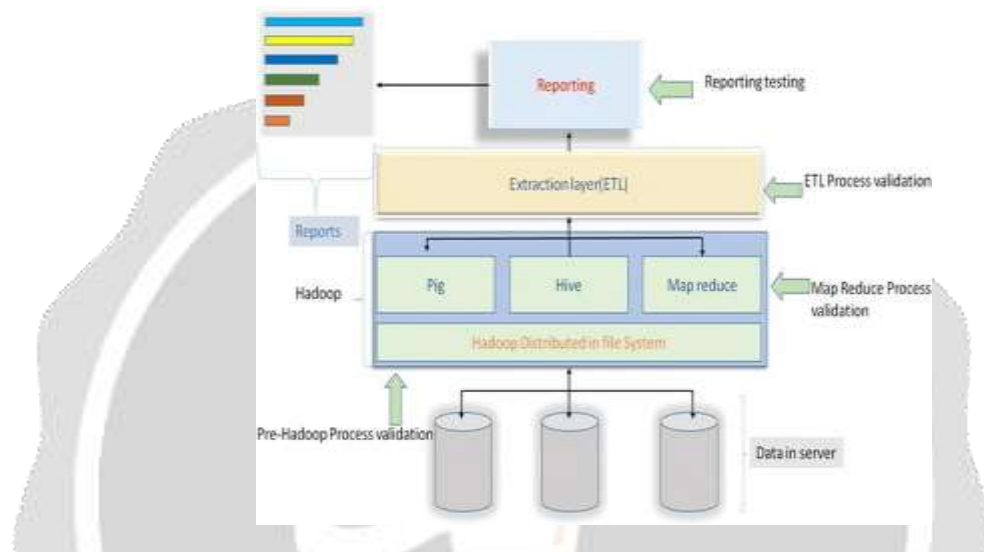 Reporting
Reporting testing
Extraction layer(ETL)
ETL Process validation
Reports
Hadoop
Pig
Hive
Map reduce
Map Reduce Process
validation
Hadoop Distributed in file System
Pre-Hadoop Process validation
Data in server